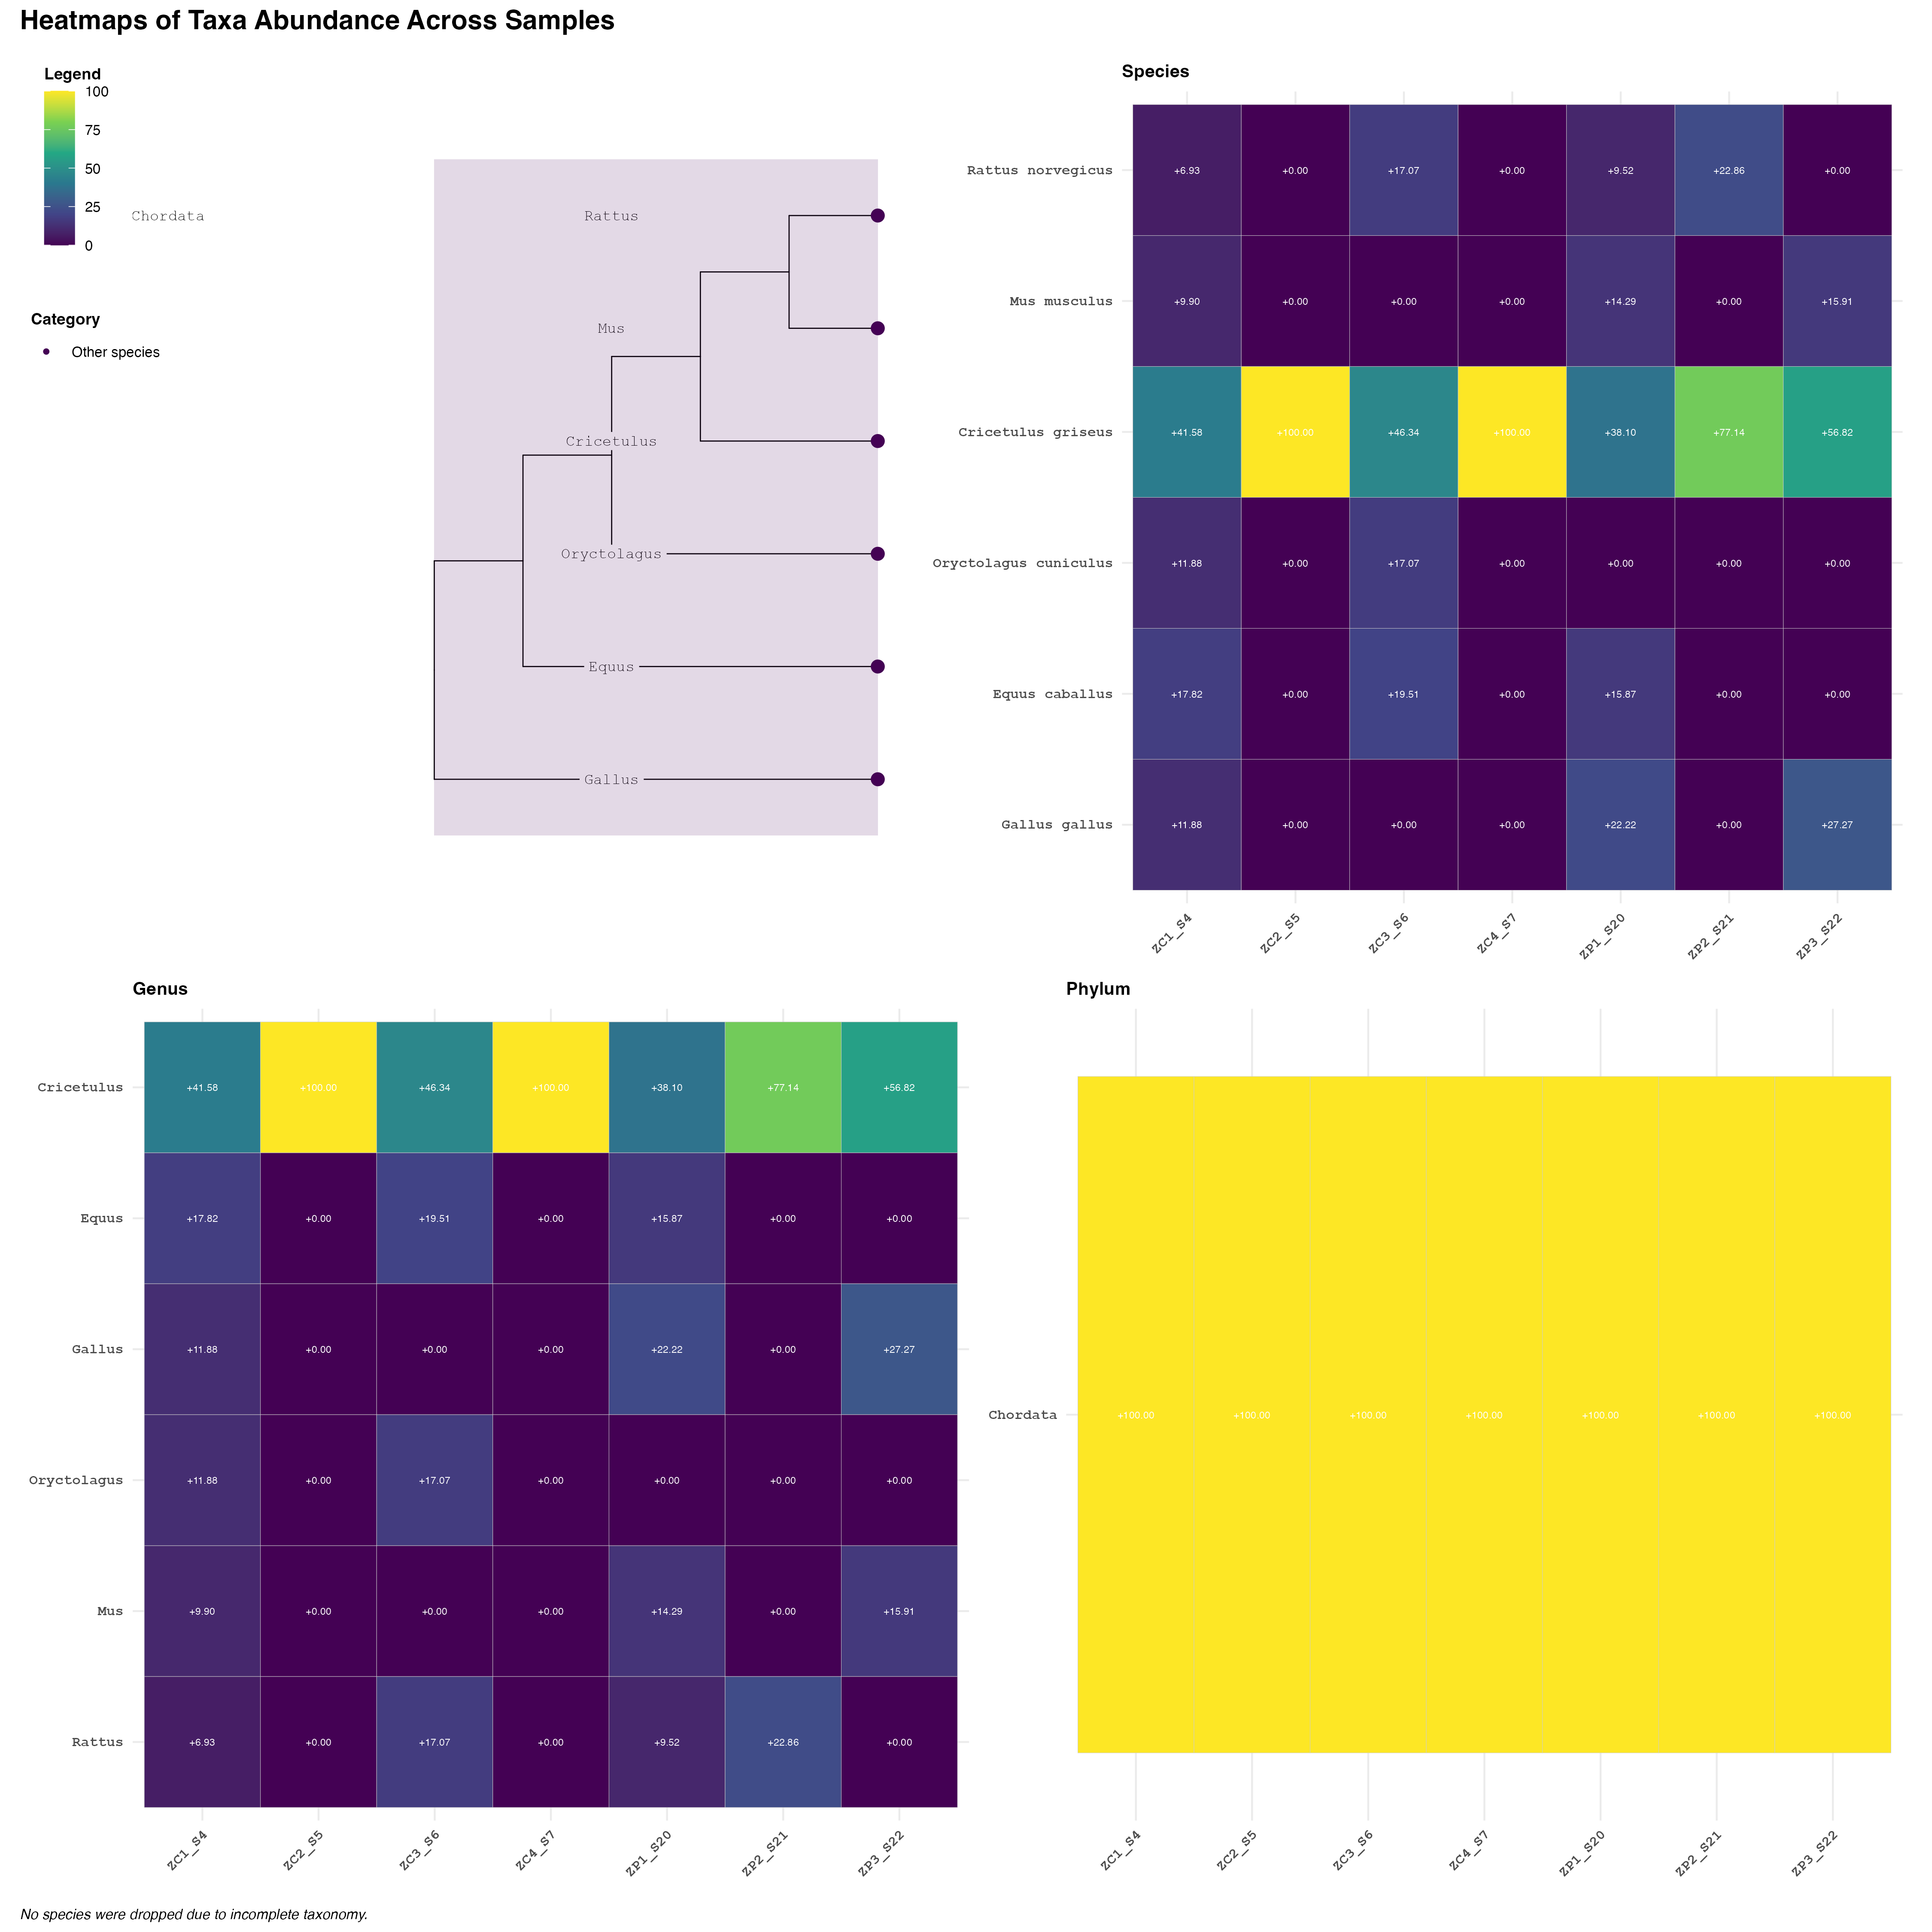 Heatmaps of Taxa Abundance Across Samples
Legend
100
75
50
25
0
Chordata
Category
Other species
Rattus
Mus
Cricetulus
Oryctolagus
Equus
Gallus
Species
Rattus norvegicus +6.93 +0.00 +17.07 +0.00 +9.52 +22.86 +0.00
Mus musculus +9.90 +0.00 +0.00 +0.00 +14.29 +0.00 +15.91
Cricetulus griseus +41.58 +100.00 +46.34 +100.00 +38.10 +77.14 +56.82
Oryctolagus cuniculus +11.88 +0.00 +17.07 +0.00 +0.00 +0.00 +0.00
Equus caballus +17.82 +0.00 +19.51 +0.00 +15.87 +0.00 +0.00
Gallus gallus +11.88 +0.00 +0.00 +0.00 +22.22 +0.00 +27.27
ZC1_S4 ZC2_S5 ZC3_S6 ZC4_S7 ZP1_S20 ZP2_S21 ZP3_S22
Genus
Cricetulus +41.58 +100.00 +46.34 +100.00 +38.10 +77.14 +56.82
Equus +17.82 +0.00 +19.51 +0.00 +15.87 +0.00 +0.00
Gallus +11.88 +0.00 +0.00 +0.00 +22.22 +0.00 +27.27
Oryctolagus +11.88 +0.00 +17.07 +0.00 +0.00 +0.00 +0.00
Mus +9.90 +0.00 +0.00 +0.00 +14.29 +0.00 +15.91
Rattus +6.93 +0.00 +17.07 +0.00 +9.52 +22.86 +0.00
ZC1_S4 ZC2_S5 ZC3_S6 ZC4_S7 ZP1_S20 ZP2_S21 ZP3_S22
Phylum
Chordata +100.00 +100.00 +100.00 +100.00 +100.00 +100.00 +100.00
ZC1_S4 ZC2_S5 ZC3_S6 ZC4_S7 ZP1_S20 ZP2_S21 ZP3_S22
No species were dropped due to incomplete taxonomy.